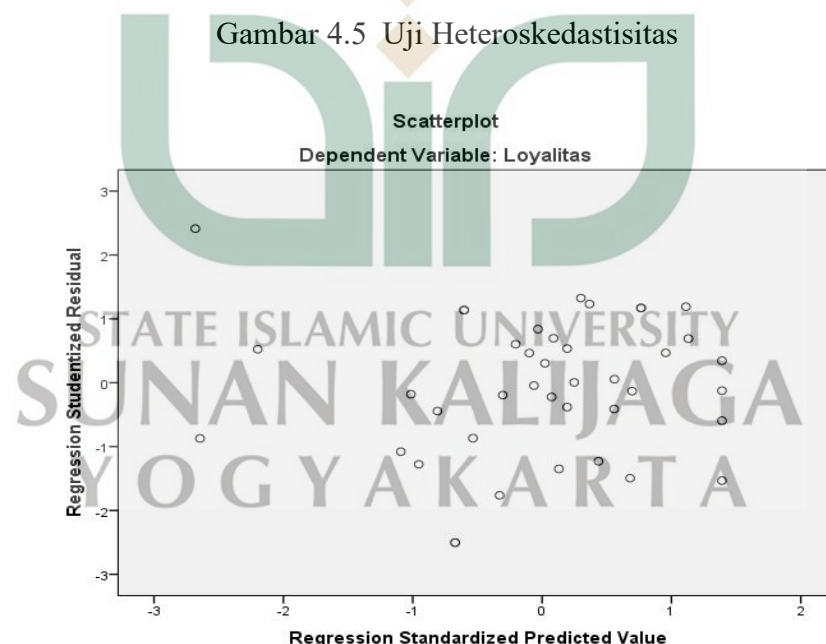 Gambar 4.5 Uji Heteroskedastisitas
Scatterplot
Dependent Variable: Loyalitas
Regression Studentized Residual
3
2
1
0
-1
-2
-3
STATE ISLAMIC UNIVERSITY
SUNAN KALIJAGA
YOGYAKARTA
-3 -2 -1 0 1 2
Regression Standardized Predicted Value